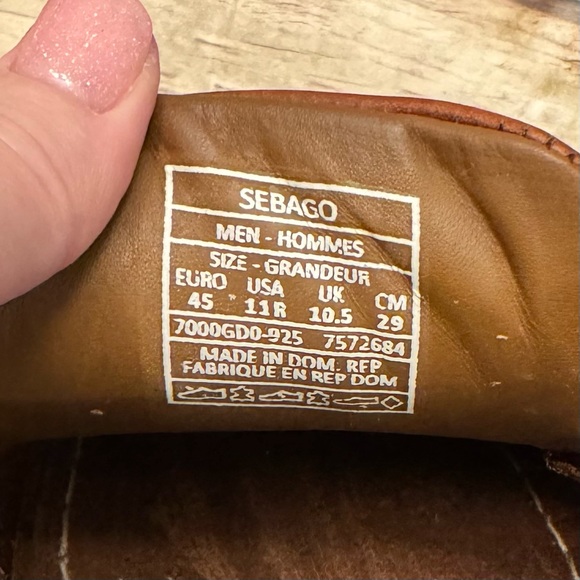 SEBAGO
MEN - HOMMES
SIZE - GRANDEUR
EURO USA UK CM
45 11R 10.5 29
7000GD0-925 7572684
MADE IN DOM. REP
FABRIQUE EN REP DOM